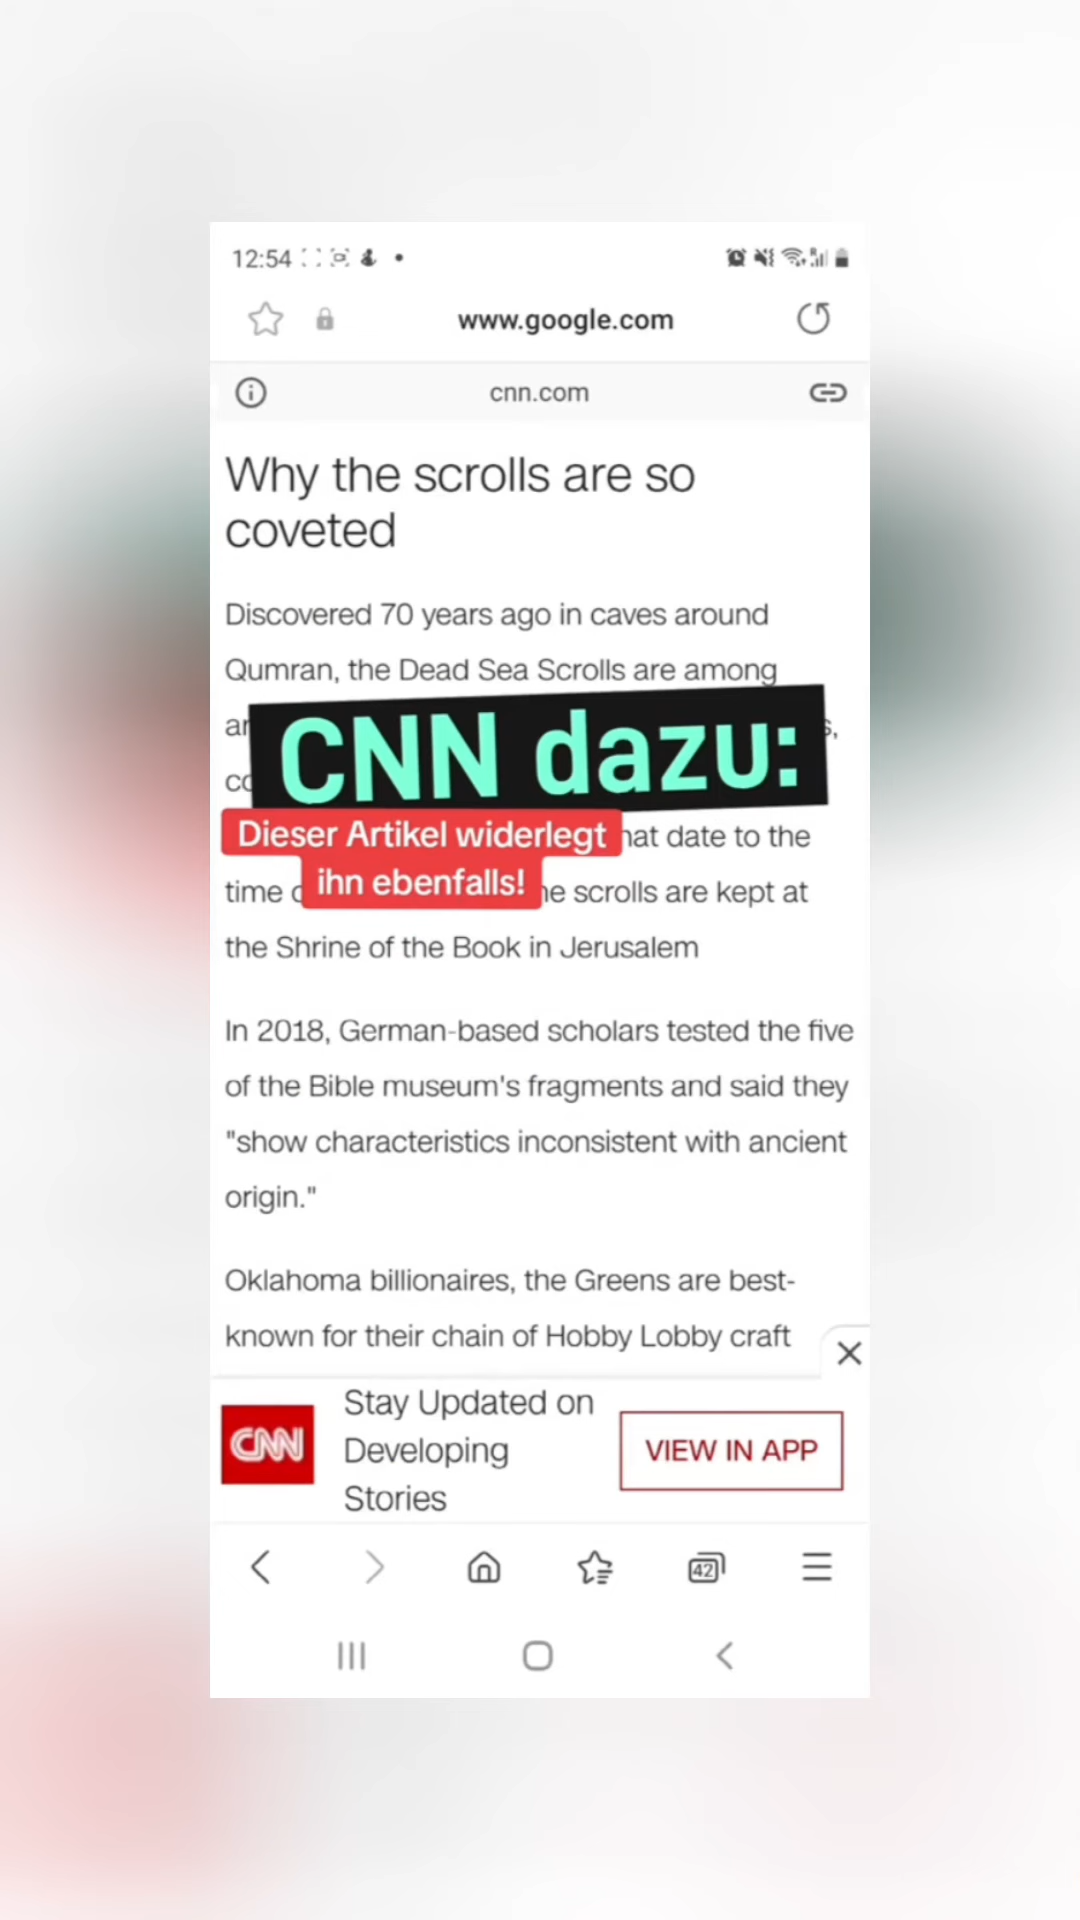 12:54
www.google.com
cnn.com
Why the scrolls are so
coveted
Discovered 70 years ago in caves around
Qumran, the Dead Sea Scrolls are among
CNN dazu:
Dieser Artikel widerlegt
ihn ebenfalls!
date to the
time
scrolls are kept at
the Shrine of the Book in Jerusalem
In 2018, German-based scholars tested the five
of the Bible museum's fragments and said they
"show characteristics inconsistent with ancient
origin."
Oklahoma billionaires, the Greens are best-
known for their chain of Hobby Lobby craft
CNN
Stay Updated on
Developing
Stories
VIEW IN APP
42